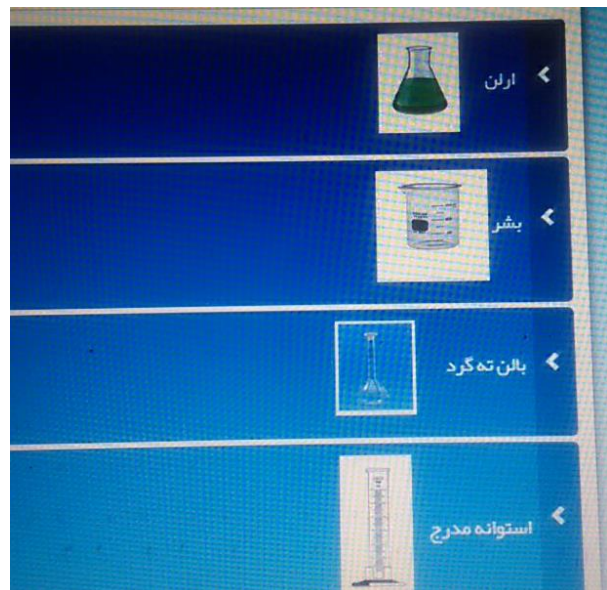 ارلن
بشر
بالن ته گرد
استوانه مدرج